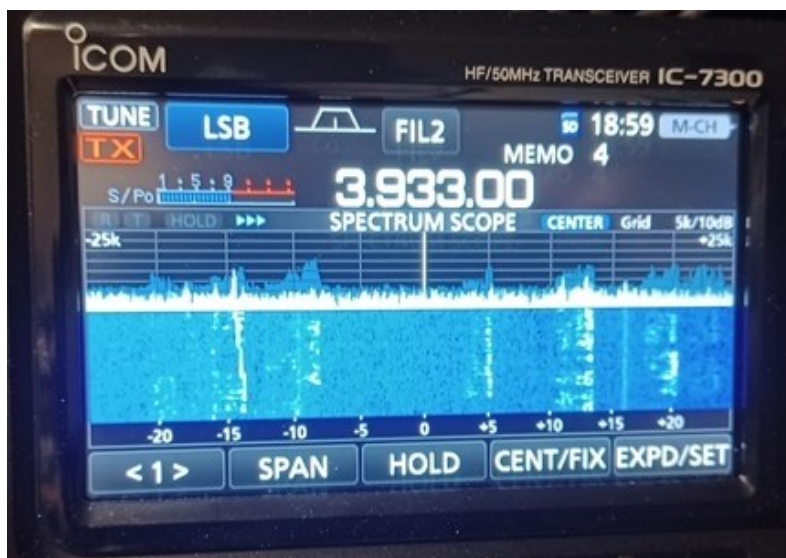 ICOM
HF/50MHz TRANSCEIVER IC-7300
TUNE LSB FIL2 SD 18:59 M-CH
TX MEMO 4
S/Po 1 5 9 3.933.00
R T HOLD SPECTRUM SCOPE CENTER Grid 5k/10dB
-25k +25k
-20 -15 -10 -5 0 +5 +10 +15 +20
<1> SPAN HOLD CENT/FIX EXPD/SET